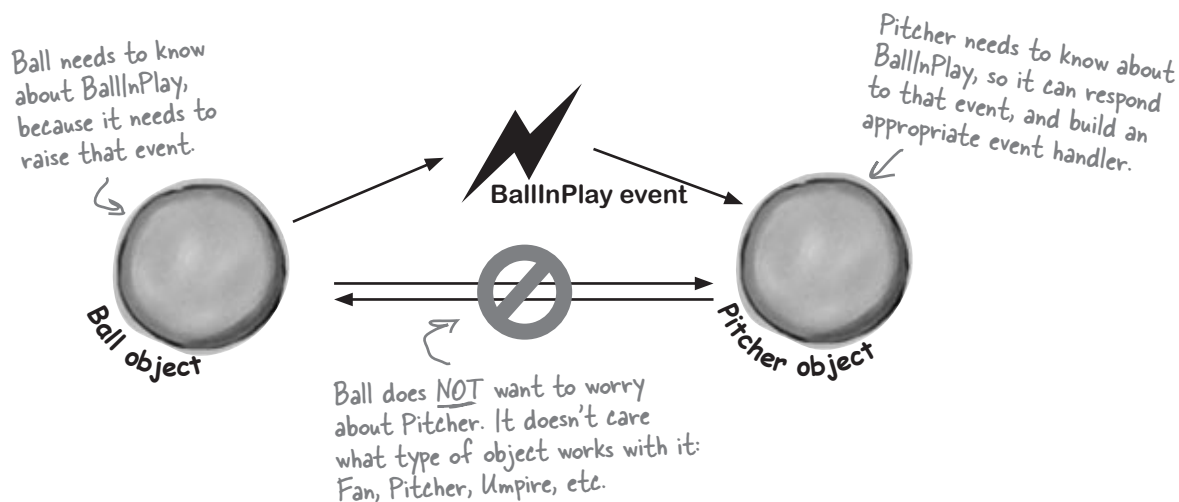 Ball needs to know
about BallInPlay,
because it needs to
raise that event.
Pitcher needs to know about
BallInPlay, so it can respond
to that event, and build an
appropriate event handler.
BallInPlay event
Ball object
Pitcher object
Ball does NOT want to worry
about Pitcher. It doesn't care
what type of object works with it:
Fan, Pitcher, Umpire, etc.